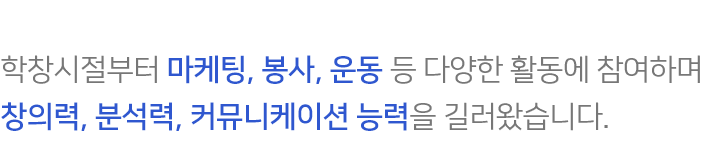 학창시절부터 마케팅, 봉사, 운동 등 다양한 활동에 참여하며
창의력, 분석력, 커뮤니케이션 능력을 길러왔습니다.